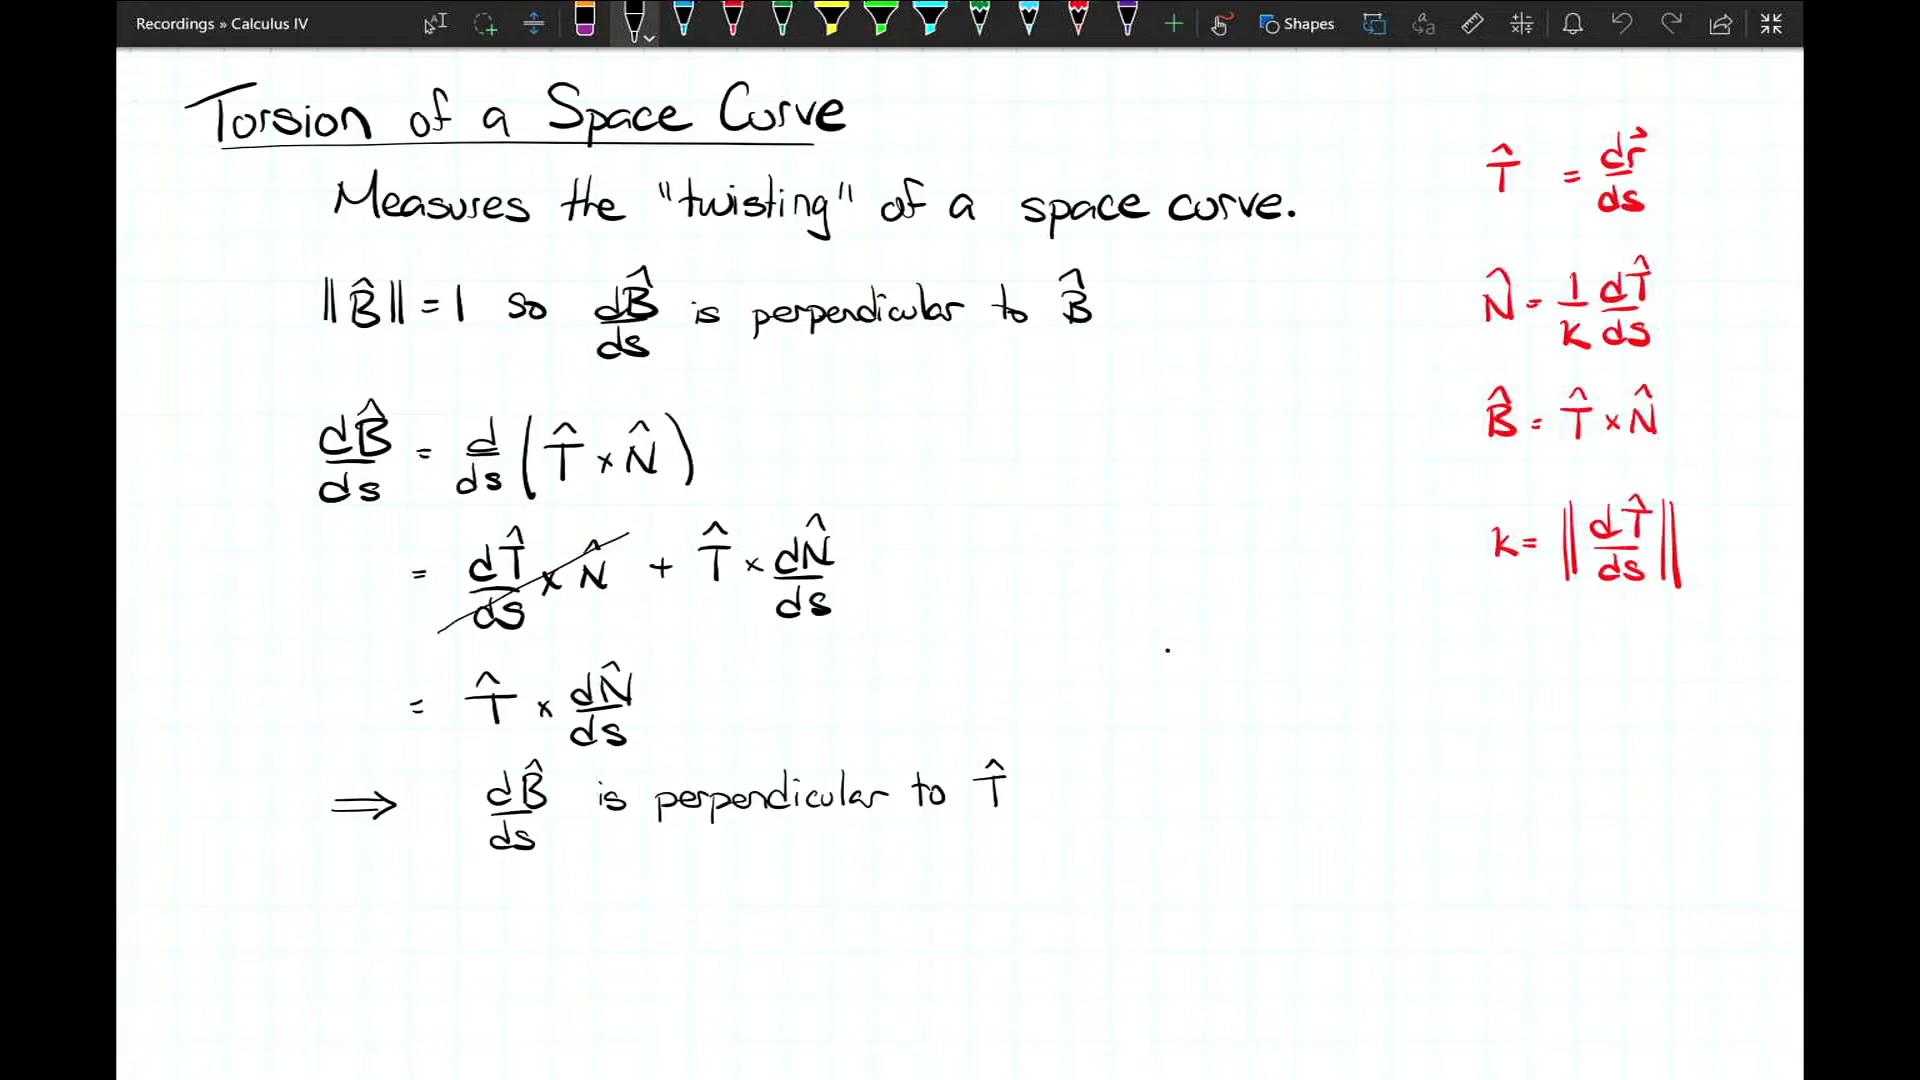 Recordings » Calculus IV
Shapes
Torsion of a Space Curve
Measures the "twisting" of a space curve.
‖B̂‖ = 1 so dB̂/ds is perpendicular to B̂
dB̂/ds = d/ds (T̂ × N̂)
= dT̂/ds × N̂ + T̂ × dN̂/ds
= T̂ × dN̂/ds
⟹ dB̂/ds is perpendicular to T̂
T̂ = dr⃗/ds
N̂ = 1/κ dT̂/ds
B̂ = T̂ × N̂
κ = ‖dT̂/ds‖